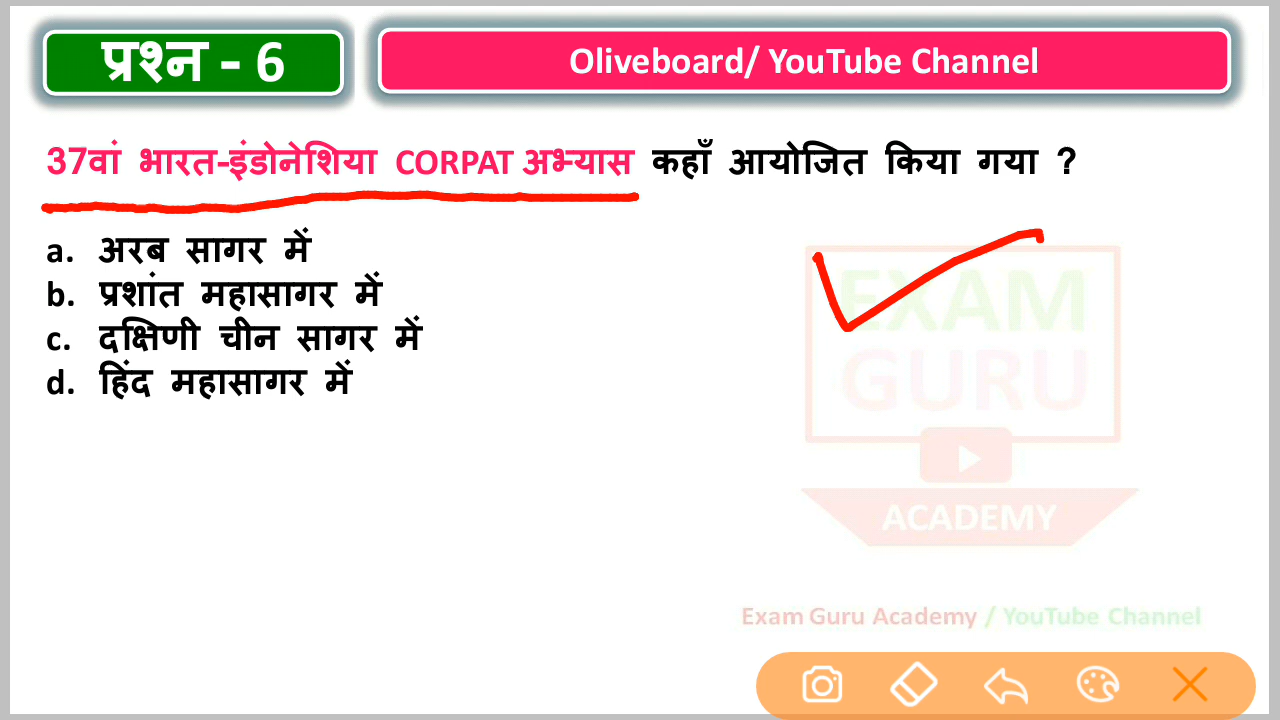 प्रश्न - 6
Oliveboard/ YouTube Channel
37वां भारत-इंडोनेशिया CORPAT अभ्यास कहाँ आयोजित किया गया ?
a. अरब सागर में
b. प्रशांत महासागर में
c. दक्षिणी चीन सागर में
d. हिंद महासागर में
EXAM
GURU
ACADEMY
Exam Guru Academy / YouTube Channel